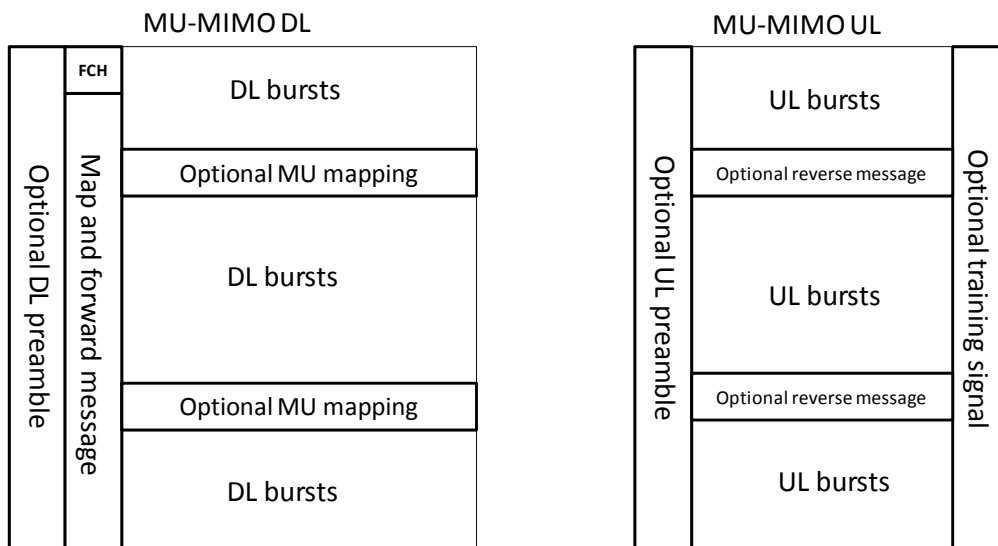 MU-MIMO DL
Optional DL preamble
FCH
Map and forward message
DL bursts
Optional MU mapping
DL bursts
Optional MU mapping
DL bursts
MU-MIMO UL
Optional UL preamble
UL bursts
Optional reverse message
UL bursts
Optional reverse message
UL bursts
Optional training signal